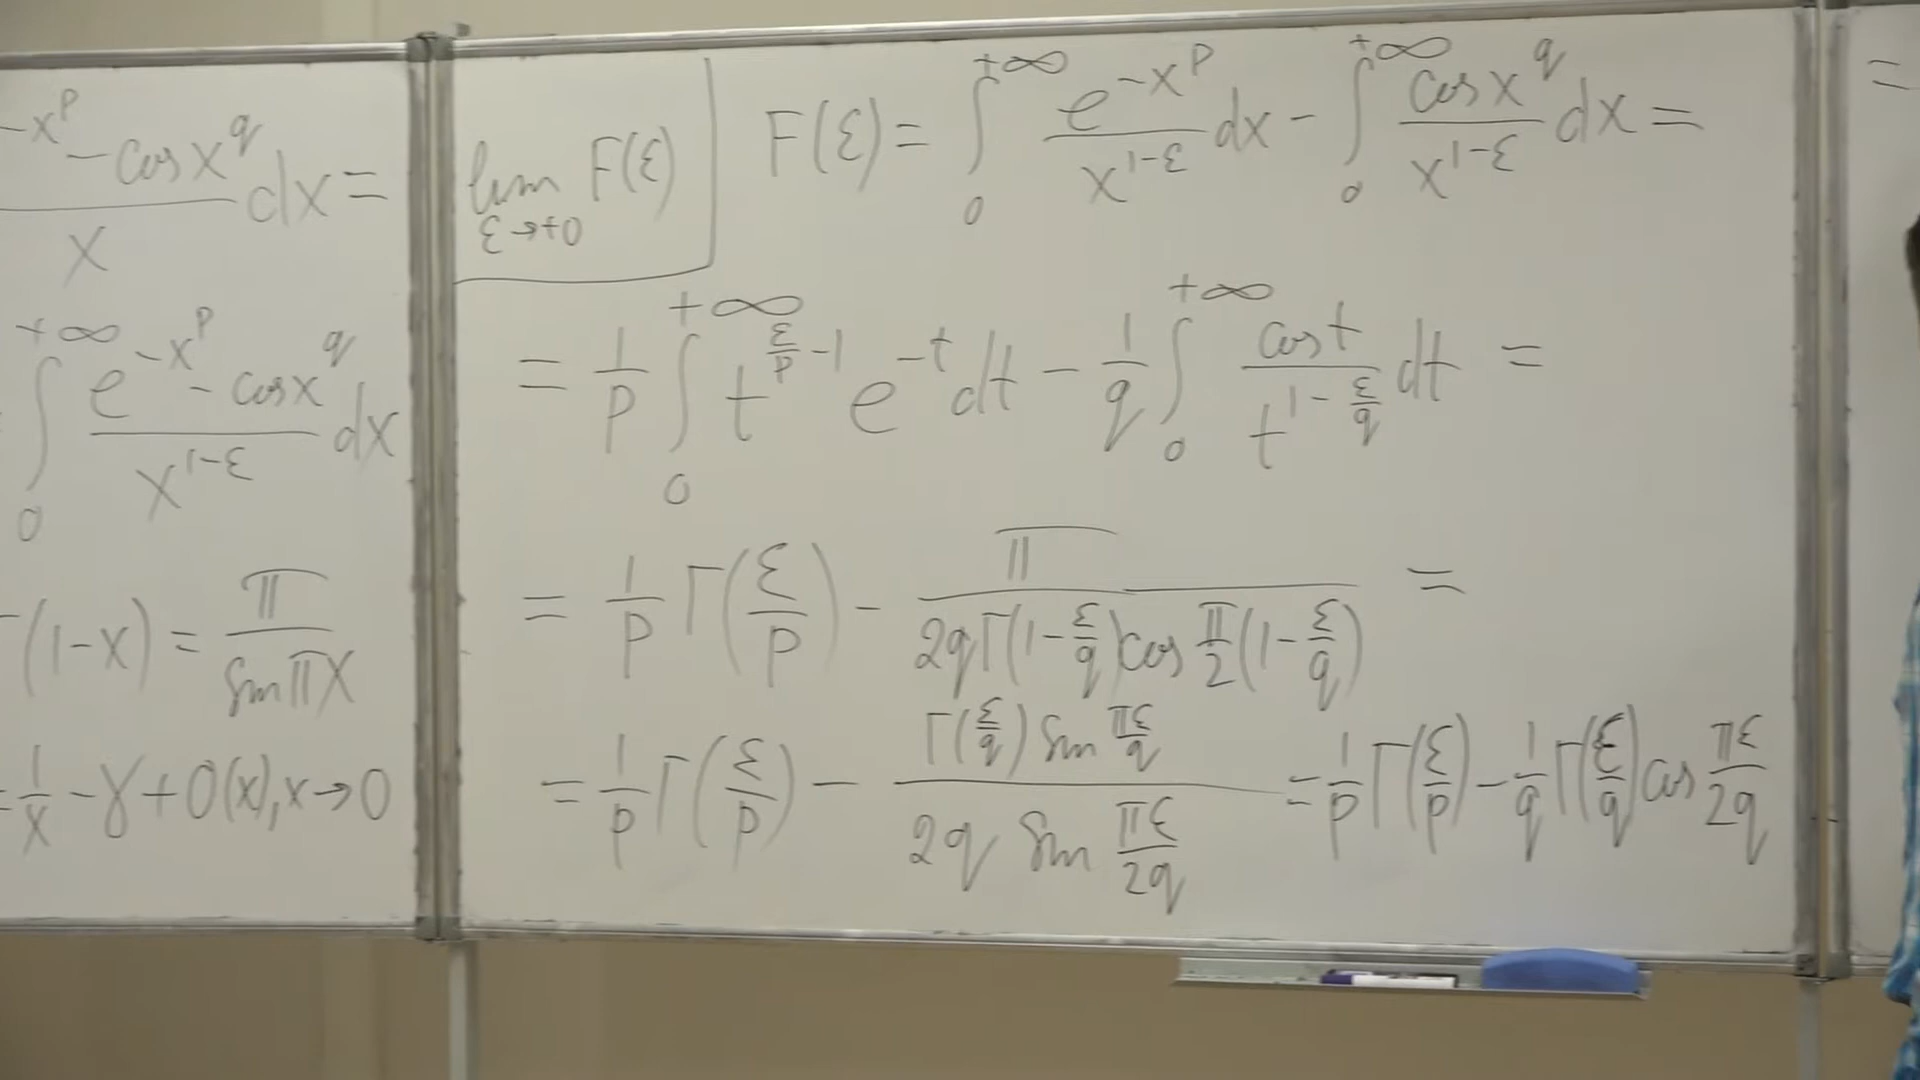 -x^p - cos x^q / x dx =
+∞ ∫ 0 e^{-x^p} - cos x^q / x^{1-ε} dx
(1-x) = π / sin πx
= 1/x - γ + O(x), x → 0
lim ε→+0 F(ε)
F(ε) = ∫_0^{+∞} e^{-x^p} / x^{1-ε} dx - ∫_0^{+∞} cos x^q / x^{1-ε} dx =
= 1/p ∫_0^{+∞} t^{ε/p - 1} e^{-t} dt - 1/q ∫_0^{+∞} cos t / t^{1 - ε/q} dt =
= 1/p Γ(ε/p) - π / 2q Γ(1 - ε/q) cos π/2 (1 - ε/q) =
= 1/p Γ(ε/p) - Γ(ε/q) sin πε/q / 2q sin πε/2q = 1/p Γ(ε/p) - 1/q Γ(ε/q) cos πε/2q
=